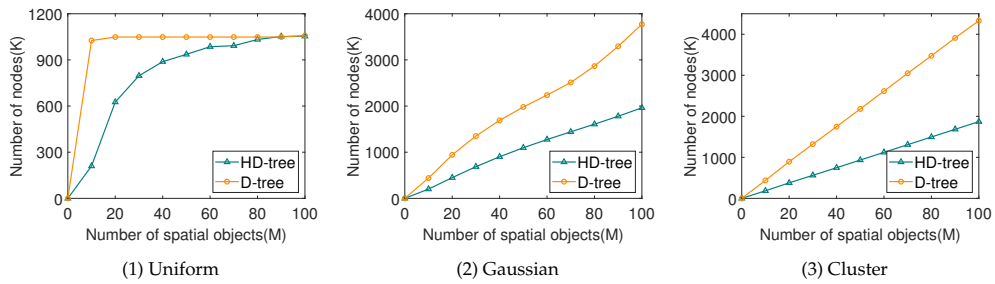 1200
900
600
300
0
Number of nodes(K)
HD-tree
D-tree
0 20 40 60 80 100
Number of spatial objects(M)
(1) Uniform
4000
3000
2000
1000
0
Number of nodes(K)
HD-tree
D-tree
0 20 40 60 80 100
Number of spatial objects(M)
(2) Gaussian
4000
3000
2000
1000
0
Number of nodes(K)
HD-tree
D-tree
0 20 40 60 80 100
Number of spatial objects(M)
(3) Cluster